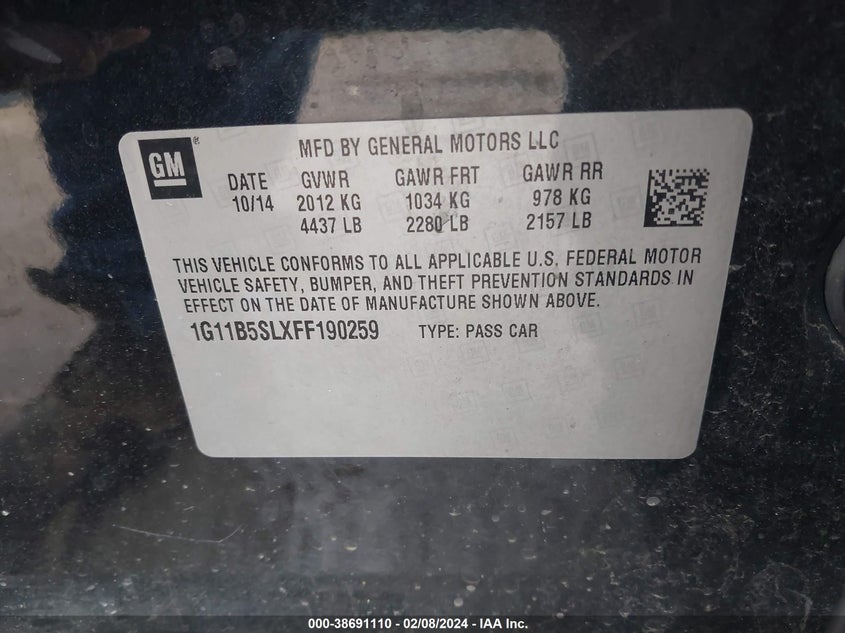 GM
®
MFD BY GENERAL MOTORS LLC
DATE GVWR GAWR FRT GAWR RR
10/14 2012 KG 1034 KG 978 KG
4437 LB 2280 LB 2157 LB
THIS VEHICLE CONFORMS TO ALL APPLICABLE U.S. FEDERAL MOTOR
VEHICLE SAFETY, BUMPER, AND THEFT PREVENTION STANDARDS IN
EFFECT ON THE DATE OF MANUFACTURE SHOWN ABOVE.
1G11B5SLXFF190259 TYPE: PASS CAR
000-38691110 - 02/08/2024 - IAA Inc.